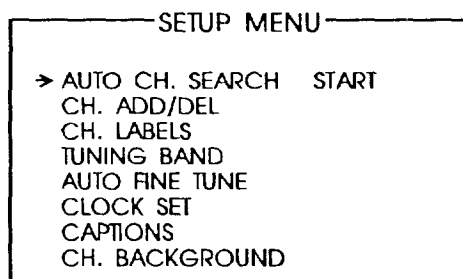 SETUP MENU
→ AUTO CH. SEARCH START
CH. ADD/DEL
CH. LABELS
TUNING BAND
AUTO FINE TUNE
CLOCK SET
CAPTIONS
CH. BACKGROUND